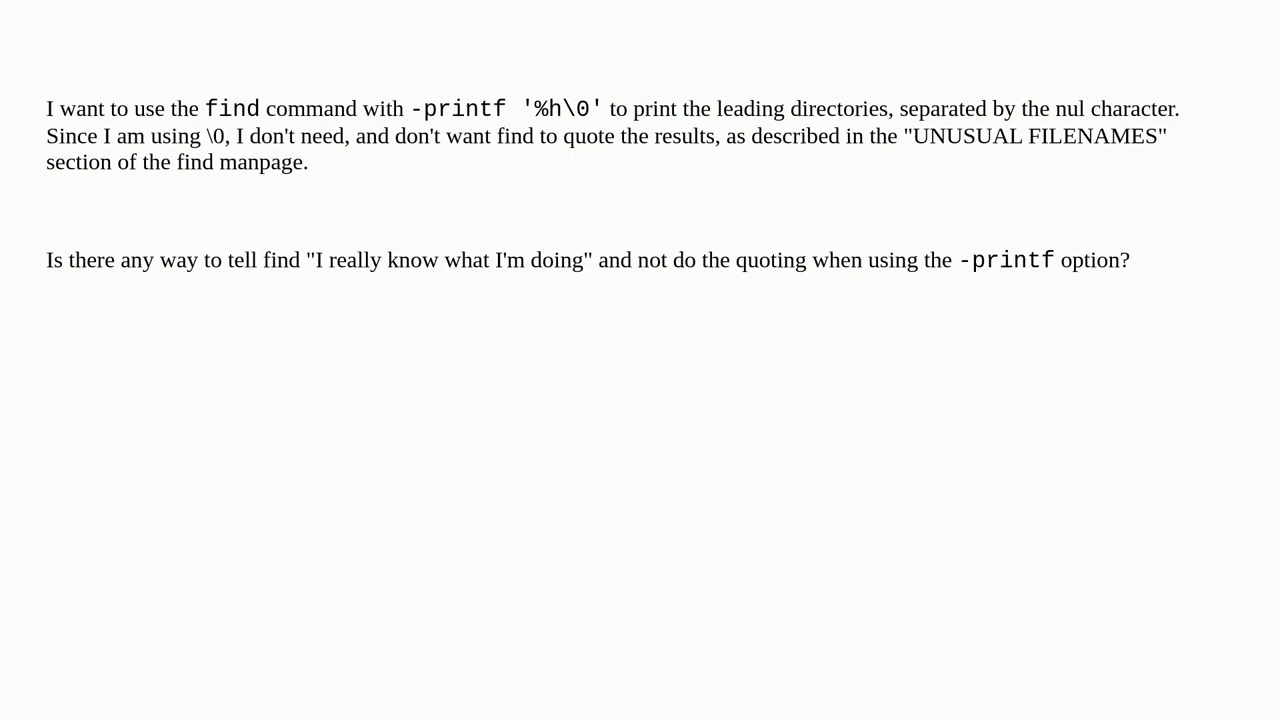 I want to use the find command with -printf '%h\0' to print the leading directories, separated by the nul character.
Since I am using \0, I don't need, and don't want find to quote the results, as described in the "UNUSUAL FILENAMES"
section of the find manpage.
Is there any way to tell find "I really know what I'm doing" and not do the quoting when using the -printf option?